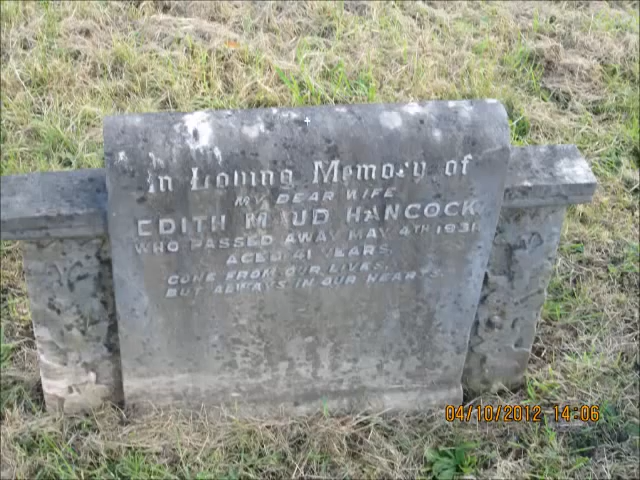 In Loving Memory of
MY DEAR WIFE
EDITH MAUD HANCOCK
WHO PASSED AWAY MAY 4TH 193
AGED 41 YEARS.
GONE FROM OUR LIVES,
BUT ALWAYS IN OUR HEARTS.
04/10/2012 14:06